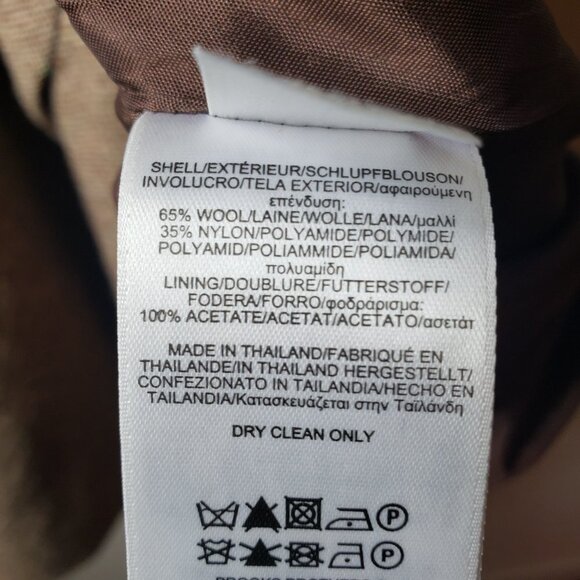 SHELL/EXTÉRIEUR/SCHLUPFBLOUSON/
INVOLUCRO/TELA EXTERIOR/αφαιρούμενη
επένδυση:
65% WOOL/LAINE/WOLLE/LANA/μαλλί
35% NYLON/POLYAMIDE/POLYMIDE/
POLYAMID/POLIAMMIDE/POLIAMIDA/
πολυαμίδη
LINING/DOUBLURE/FUTTERSTOFF/
FODERA/FORRO/φοδράρισμα:
100% ACETATE/ACETAT/ACETATO/ασετάτ
MADE IN THAILAND/FABRIQUÉ EN
THAILANDE/IN THAILAND HERGESTELLT/
CONFEZIONATO IN TAILANDIA/HECHO EN
TAILANDIA/Κατασκευάζεται στην Ταϊλάνδη
DRY CLEAN ONLY
P
P